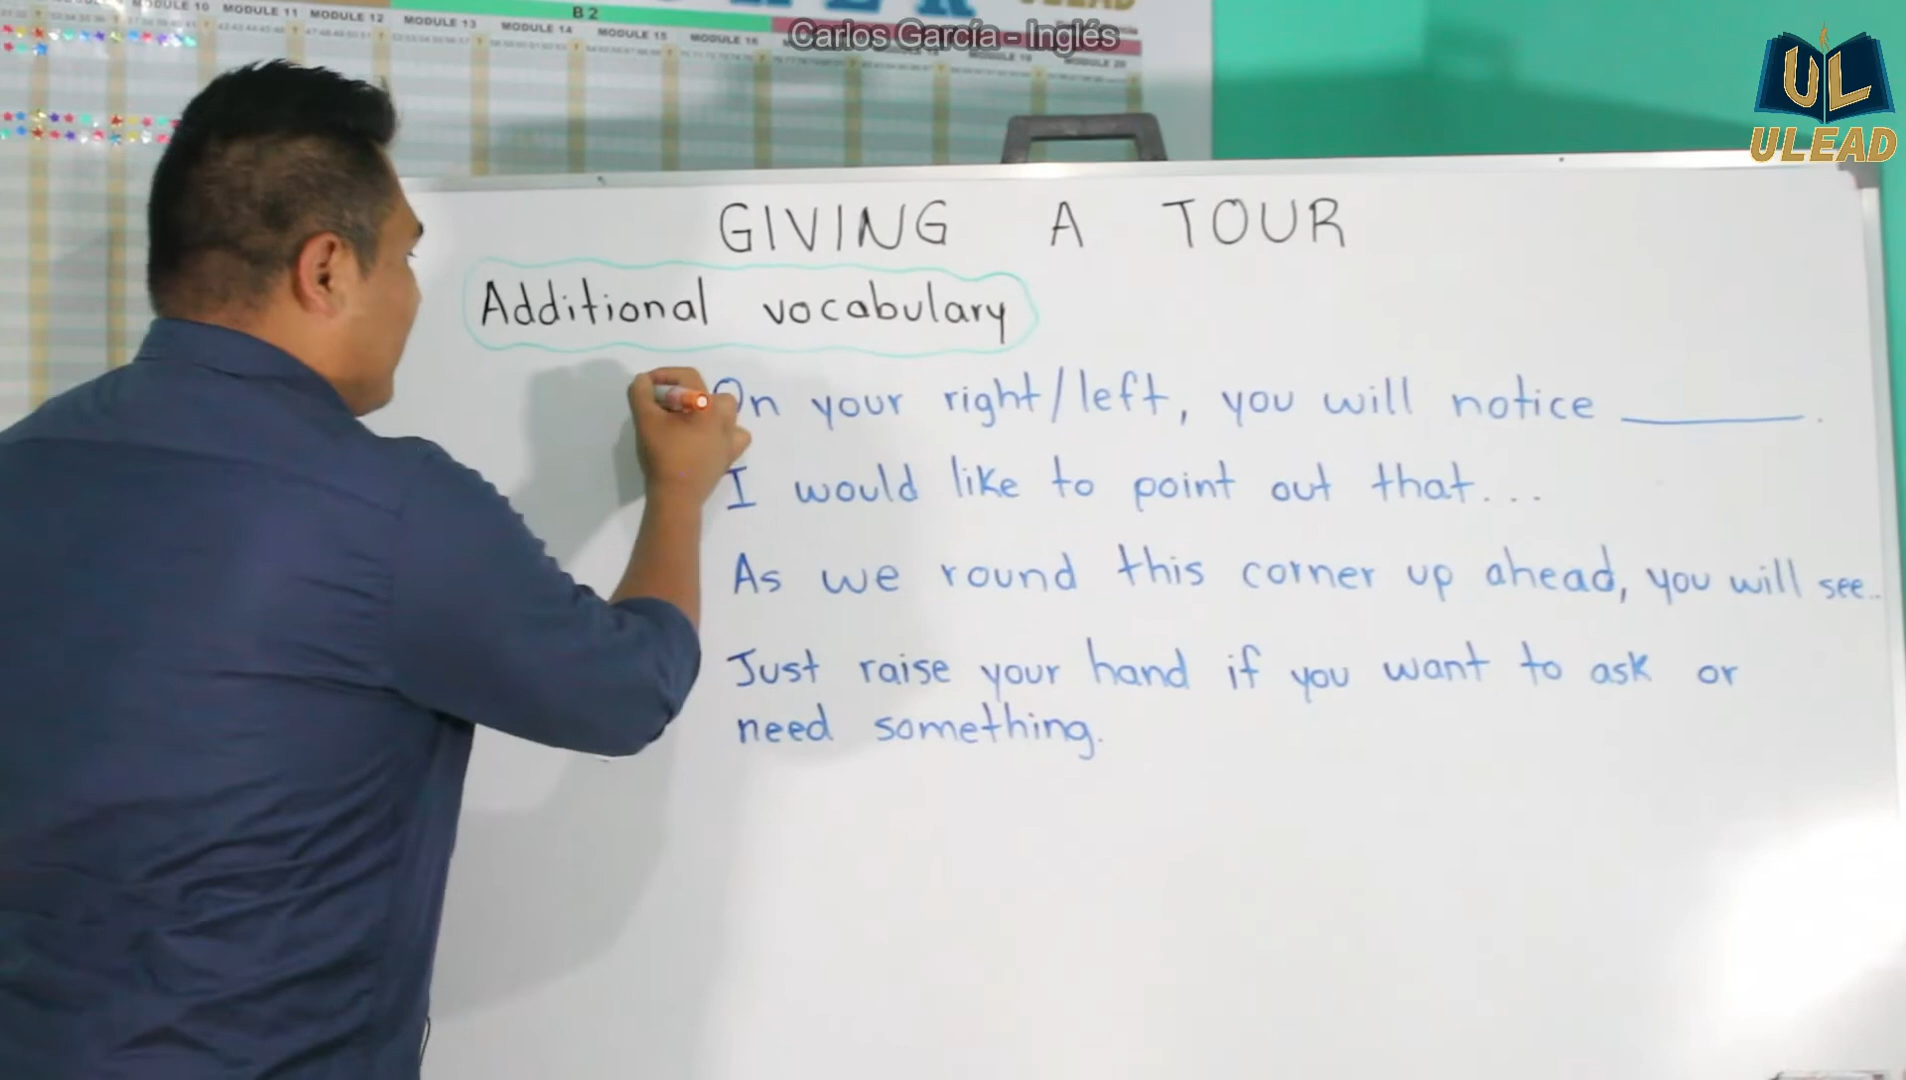 MODULE 10 MODULE 11 MODULE 12 MODULE 13 MODULE 14 MODULE 15 MODULE 16
B2
MODULE 20
Carlos García - Inglés
UL
ULEAD
GIVING A TOUR
Additional vocabulary
On your right/left, you will notice ______.
I would like to point out that...
As we round this corner up ahead, you will see..
Just raise your hand if you want to ask or
need something.